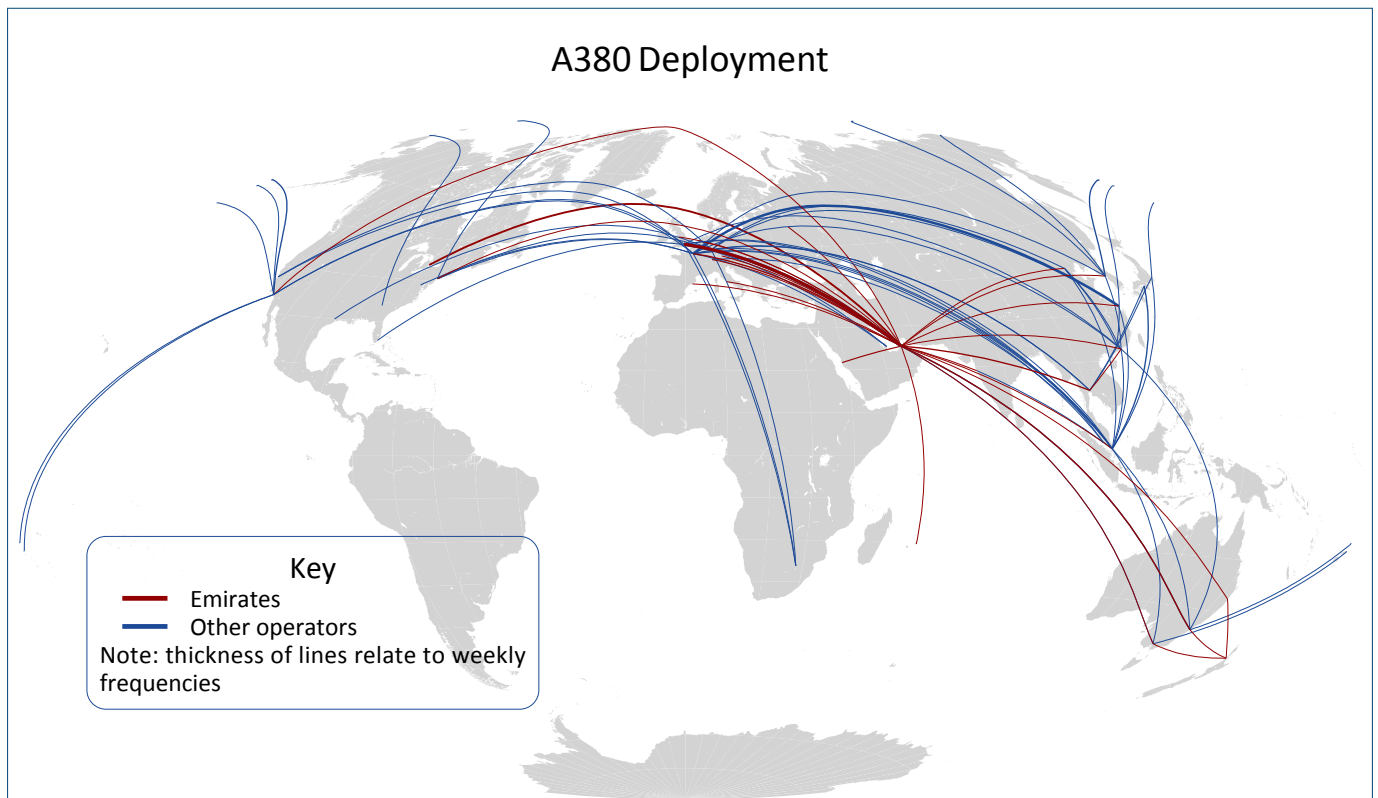 A380 Deployment
Key
Emirates
Other operators
Note: thickness of lines relate to weekly
frequencies